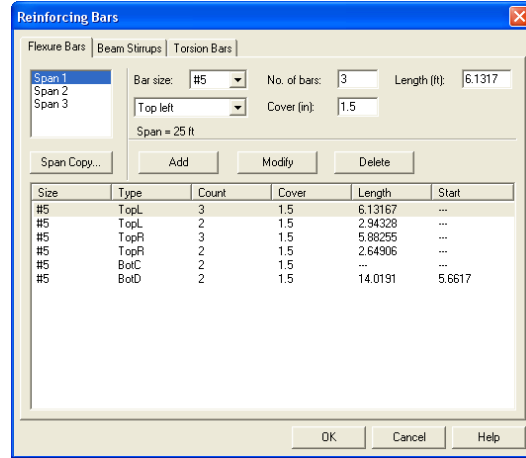 Reinforcing Bars
Flexure Bars Beam Stirrups Torsion Bars
Span 1
Span 2
Span 3
Bar size: #5 No. of bars: 3 Length (ft): 6.1317
Top left Cover (in): 1.5
Span = 25 ft
Span Copy... Add Modify Delete
Size Type Count Cover Length Start
#5 TopL 3 1.5 6.13167 ---
#5 TopL 2 1.5 2.94328 ---
#5 TopR 3 1.5 5.88255 ---
#5 TopR 2 1.5 2.64906 ---
#5 BotC 2 1.5 --- ---
#5 BotD 2 1.5 14.0191 5.6617
OK Cancel Help